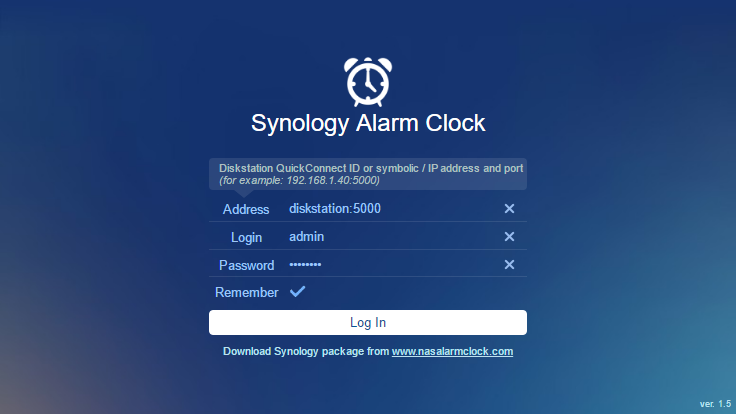 Synology Alarm Clock
Diskstation QuickConnect ID or symbolic / IP address and port
(for example: 192.168.1.40:5000)
Address diskstation:5000
Login admin
Password ••••••••
Remember
Log In
Download Synology package from www.nasalarmclock.com
ver. 1.5